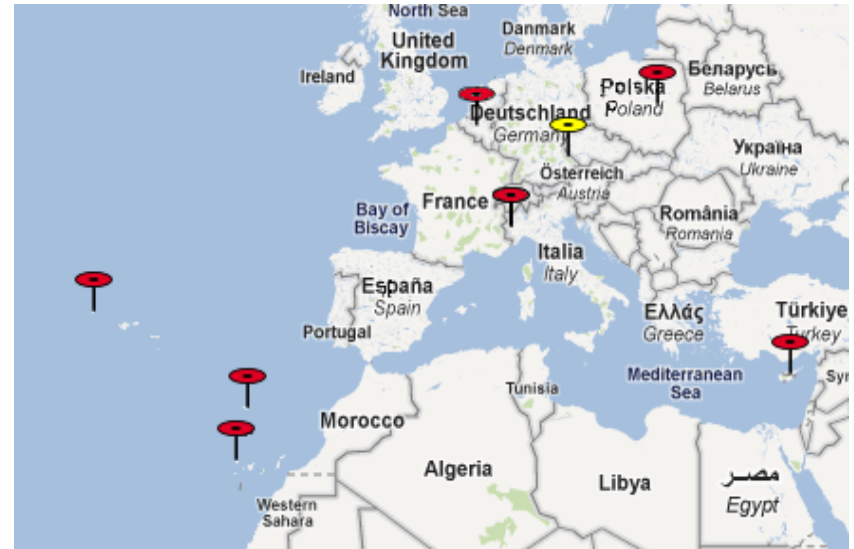 North Sea
Danmark
Denmark
United
Kingdom
Ireland
Беларусь
Belarus
Polska
Poland
Deutschland
Germany
Україна
Ukraine
Österreich
Austria
France
Bay of
Biscay
România
Romania
Italia
Italy
España
Spain
Portugal
Ελλάς
Greece
Türkiye
Turkey
Mediterranean
Sea
Syr
Tunisia
Morocco
Algeria
Libya
مصر
Egypt
Western
Sahara